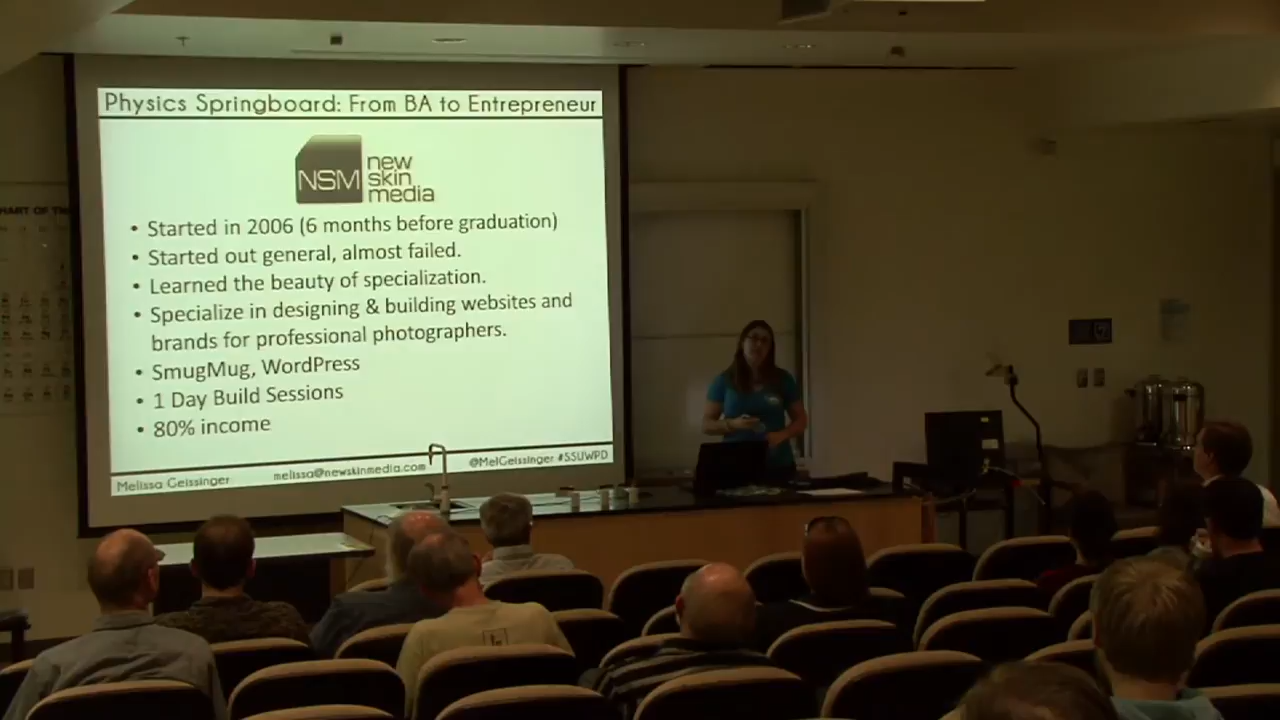 Physics Springboard: From BA to Entrepreneur
NSM
new
skin
media
• Started in 2006 (6 months before graduation)
• Started out general, almost failed.
• Learned the beauty of specialization.
• Specialize in designing & building websites and
brands for professional photographers.
• SmugMug, WordPress
• 1 Day Build Sessions
• 80% income
Melissa Geissinger melissa@newskinmedia.com @MelGeissinger #SSUWPD
HART OF